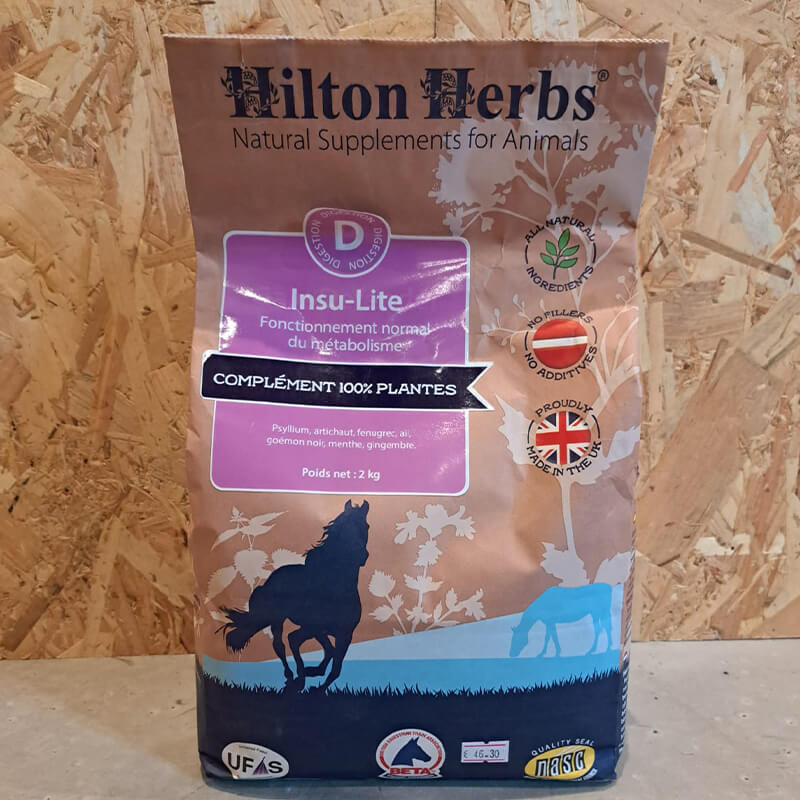 Hilton Herbs®
Natural Supplements for Animals
DIGESTION DIGESTION DIGESTION
D
Insu-Lite
Fonctionnement normal
du métabolisme
COMPLÉMENT 100% PLANTES
Psyllium, artichaut, fenugrec, ail,
goémon noir, menthe, gingembre.
Poids net : 2 kg
ALL NATURAL
INGREDIENTS
NO FILLERS
NO ADDITIVES
PROUDLY
MADE IN THE UK
UFAS
BETA
€ 46.30
QUALITY SEAL
nasc